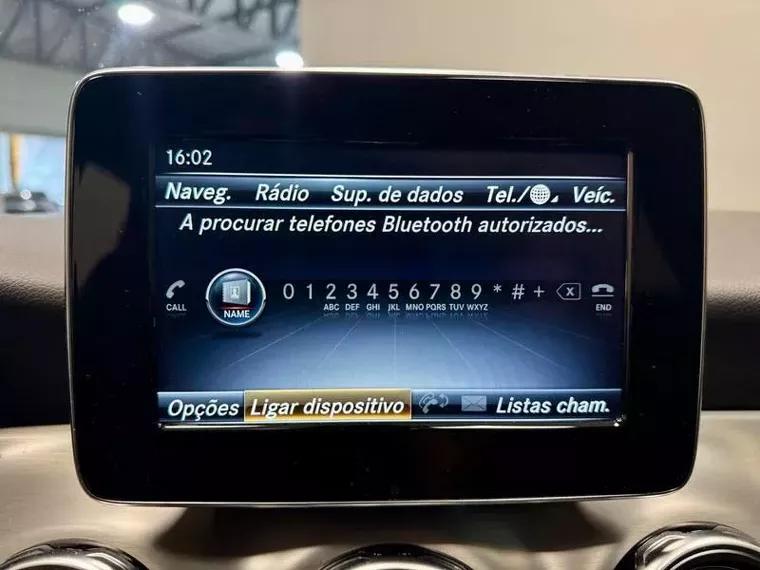 16:02
Naveg. Rádio Sup. de dados Tel./ Veíc.
A procurar telefones Bluetooth autorizados...
0 1 2 3 4 5 6 7 8 9 * # +
CALL NAME ABC DEF GHI JKL MNO PQRS TUV WXYZ END
Opções Ligar dispositivo Listas cham.